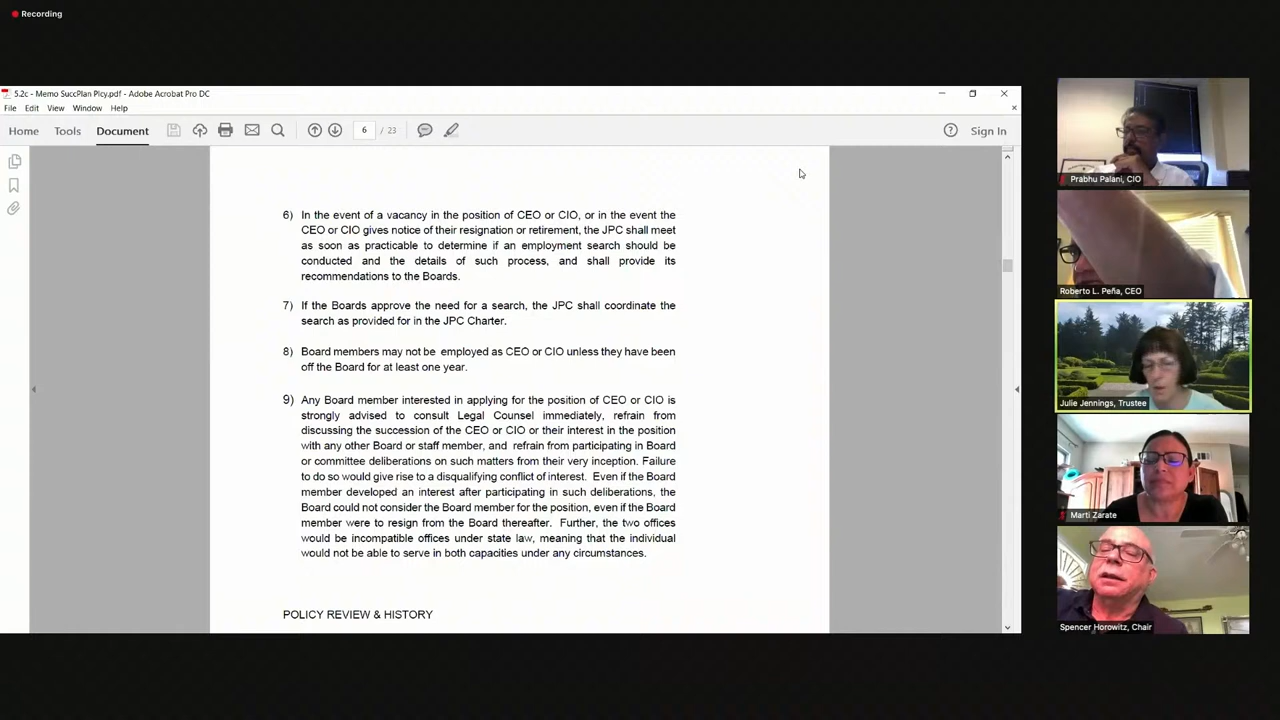 Recording
5.2c - Memo SuccPlan Plcy.pdf - Adobe Acrobat Pro DC
File Edit View Window Help
Home Tools Document 6 / 23 Sign In
6) In the event of a vacancy in the position of CEO or CIO, or in the event the
CEO or CIO gives notice of their resignation or retirement, the JPC shall meet
as soon as practicable to determine if an employment search should be
conducted and the details of such process, and shall provide its
recommendations to the Boards.
7) If the Boards approve the need for a search, the JPC shall coordinate the
search as provided for in the JPC Charter.
8) Board members may not be employed as CEO or CIO unless they have been
off the Board for at least one year.
9) Any Board member interested in applying for the position of CEO or CIO is
strongly advised to consult Legal Counsel immediately, refrain from
discussing the succession of the CEO or CIO or their interest in the position
with any other Board or staff member, and refrain from participating in Board
or committee deliberations on such matters from their very inception. Failure
to do so would give rise to a disqualifying conflict of interest. Even if the Board
member developed an interest after participating in such deliberations, the
Board could not consider the Board member for the position, even if the Board
member were to resign from the Board thereafter. Further, the two offices
would be incompatible offices under state law, meaning that the individual
would not be able to serve in both capacities under any circumstances.
POLICY REVIEW & HISTORY
Prabhu Palani, CIO
Roberto L. Peña, CEO
Julie Jennings, Trustee
Marti Zarate
Spencer Horowitz, Chair